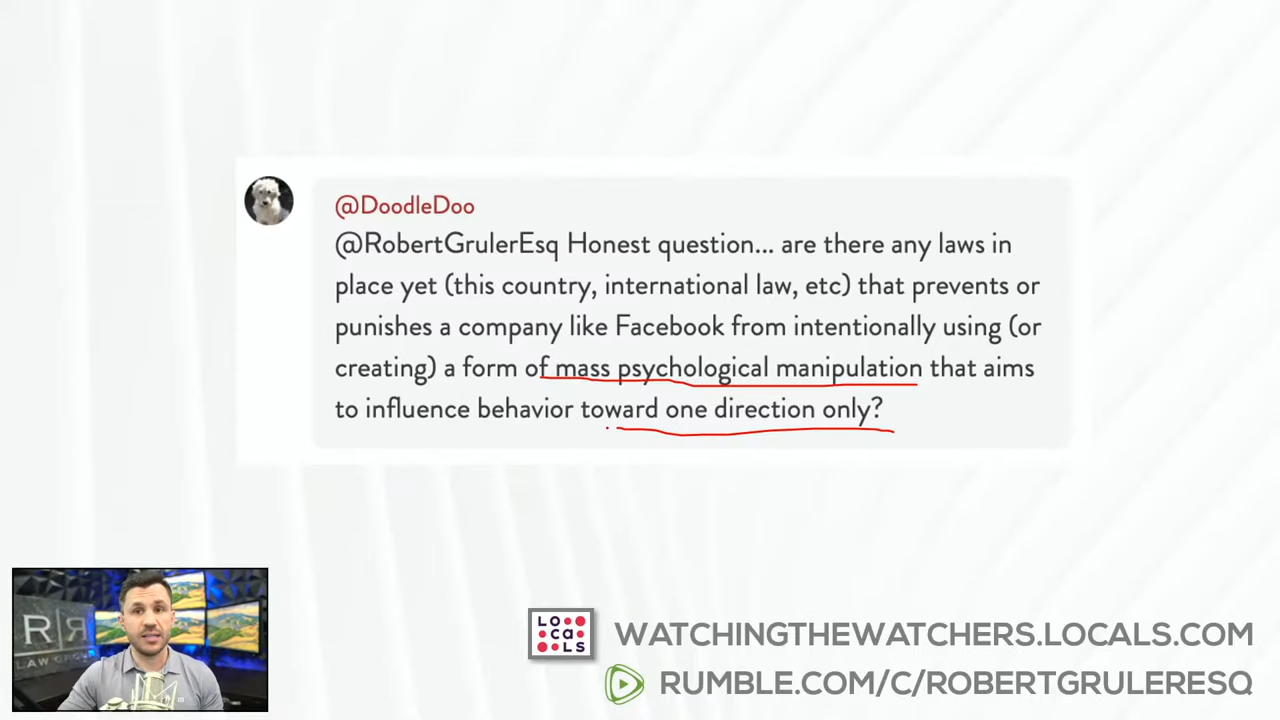 @DoodleDoo
@RobertGrulerEsq Honest question... are there any laws in
place yet (this country, international law, etc) that prevents or
punishes a company like Facebook from intentionally using (or
creating) a form of mass psychological manipulation that aims
to influence behavior toward one direction only?
R|R
LAW GROUP
LO
ca
LS
WATCHINGTHEWATCHERS.LOCALS.COM
RUMBLE.COM/C/ROBERTGRULERESQ